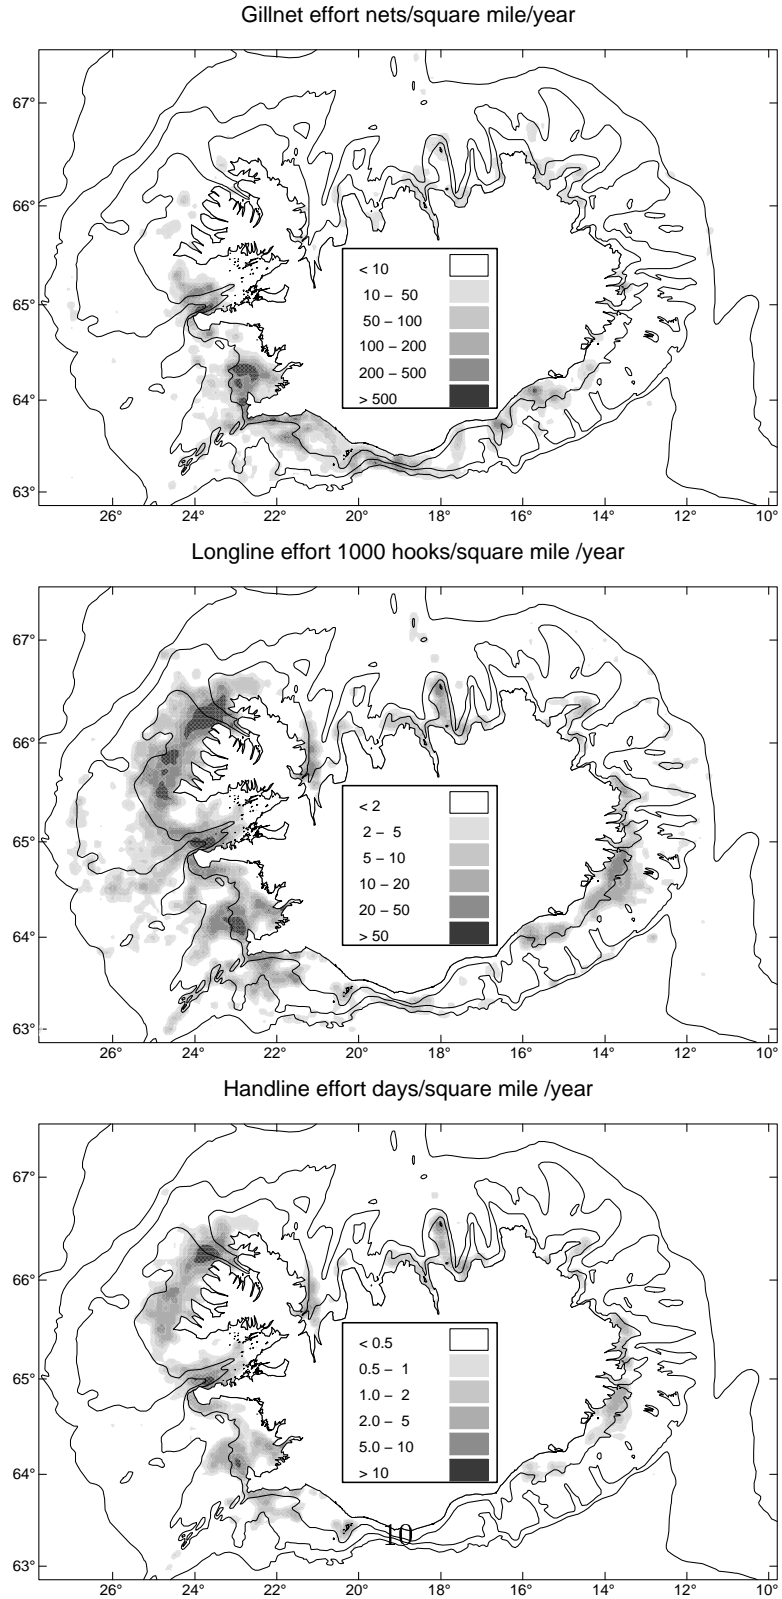 Gillnet effort nets/square mile/year
67°
66°
65°
64°
63°
< 10
10 – 50
50 – 100
100 – 200
200 – 500
> 500
26° 24° 22° 20° 18° 16° 14° 12° 10°
Longline effort 1000 hooks/square mile /year
67°
66°
65°
64°
63°
< 2
2 – 5
5 – 10
10 – 20
20 – 50
> 50
26° 24° 22° 20° 18° 16° 14° 12° 10°
Handline effort days/square mile /year
67°
66°
65°
64°
63°
< 0.5
0.5 – 1
1.0 – 2
2.0 – 5
5.0 – 10
> 10
10
26° 24° 22° 20° 18° 16° 14° 12° 10°